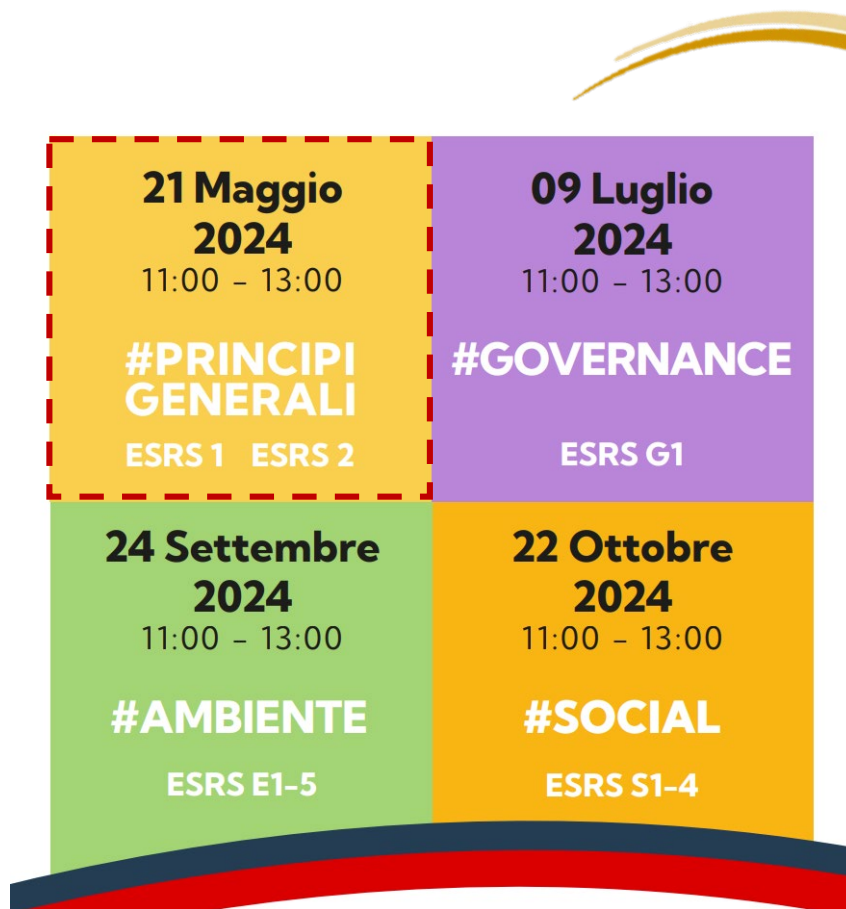 21 Maggio
2024
11:00 – 13:00
#PRINCIPI
GENERALI
ESRS 1 ESRS 2
09 Luglio
2024
11:00 – 13:00
#GOVERNANCE
ESRS G1
24 Settembre
2024
11:00 – 13:00
#AMBIENTE
ESRS E1-5
22 Ottobre
2024
11:00 – 13:00
#SOCIAL
ESRS S1-4